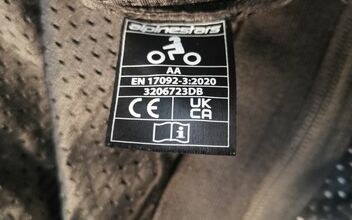 alpinestars
AA
EN 17092-3:2020
3206723DB
CE UK
CA
i